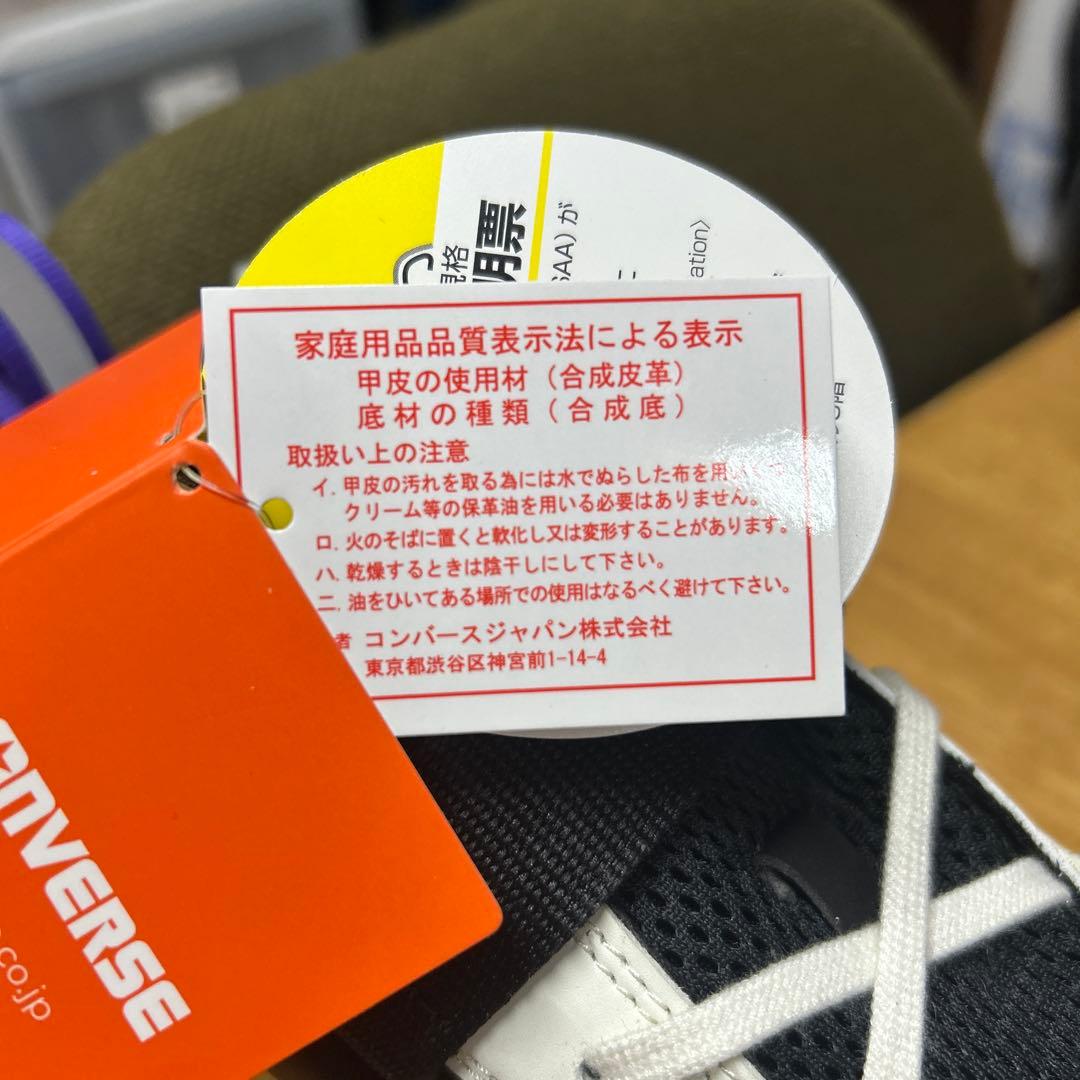 規格
明票
SAA)が
ation〉
家庭用品品質表示法による表示
甲皮の使用材(合成皮革)
底材の種類(合成底)
取扱い上の注意
イ. 甲皮の汚れを取る為には水でぬらした布を用
クリーム等の保革油を用いる必要はありません。
ロ. 火のそばに置くと軟化し又は変形することがあります。
ハ. 乾燥するときは陰干しにして下さい。
ニ. 油をひいてある場所での使用はなるべく避けて下さい。
者 コンバースジャパン株式会社
東京都渋谷区神宮前1-14-4
ONVERSE
.co.jp